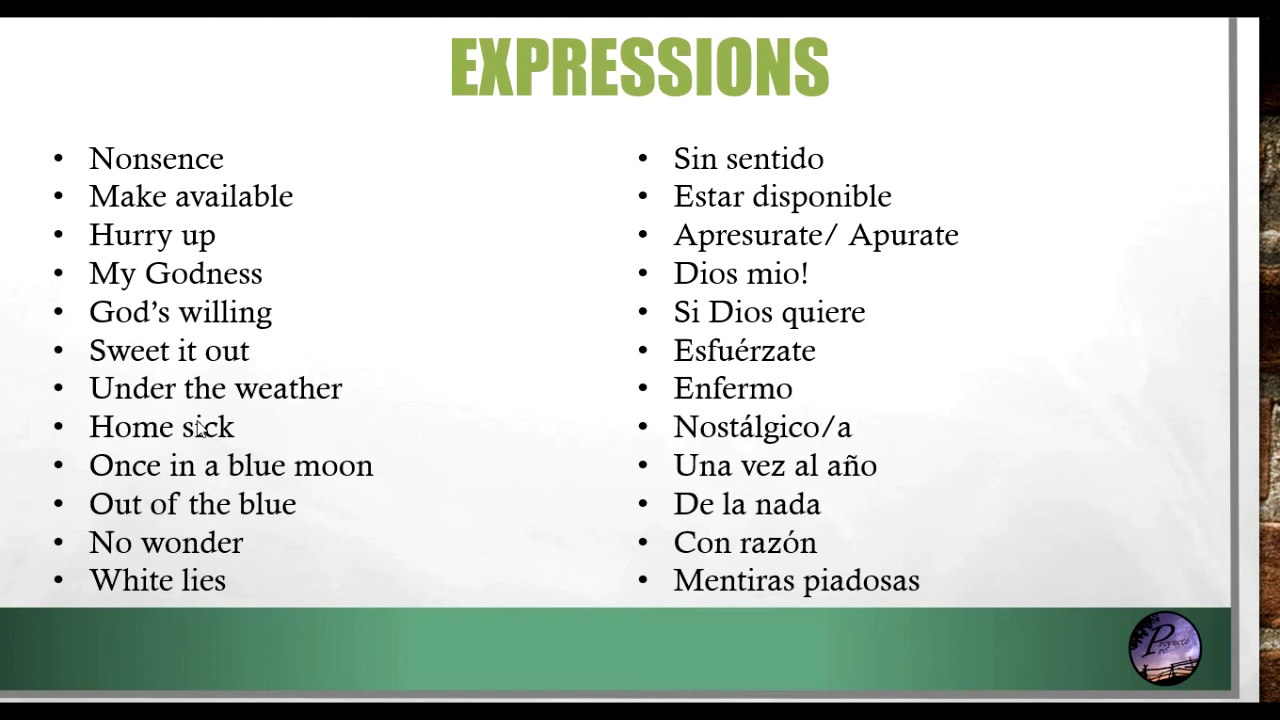 EXPRESSIONS
• Nonsence
• Make available
• Hurry up
• My Godness
• God’s willing
• Sweet it out
• Under the weather
• Home sick
• Once in a blue moon
• Out of the blue
• No wonder
• White lies
• Sin sentido
• Estar disponible
• Apresurate/ Apurate
• Dios mio!
• Si Dios quiere
• Esfuérzate
• Enfermo
• Nostálgico/a
• Una vez al año
• De la nada
• Con razón
• Mentiras piadosas